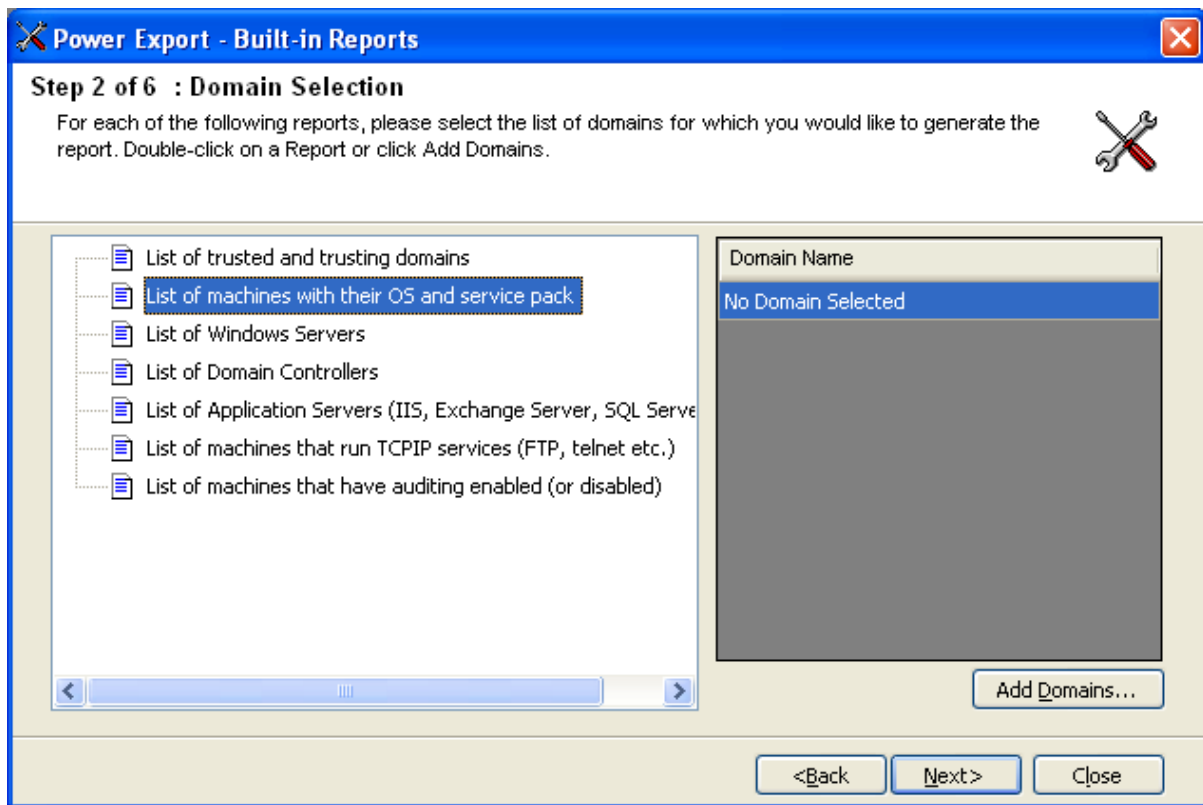 Power Export - Built-in Reports
Step 2 of 6 : Domain Selection
For each of the following reports, please select the list of domains for which you would like to generate the
report. Double-click on a Report or click Add Domains.
List of trusted and trusting domains
List of machines with their OS and service pack
List of Windows Servers
List of Domain Controllers
List of Application Servers (IIS, Exchange Server, SQL Serve
List of machines that run TCPIP services (FTP, telnet etc.)
List of machines that have auditing enabled (or disabled)
Domain Name
No Domain Selected
Add Domains...
<Back Next> Close